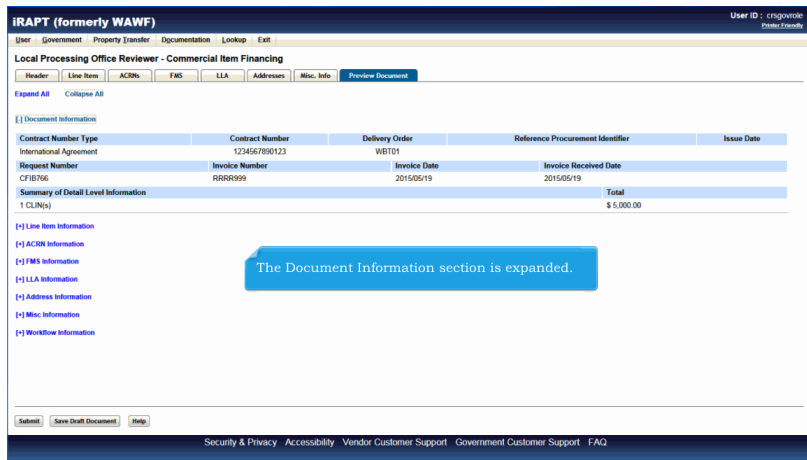 iRAPT (formerly WAWF)
User ID : crsgovrole
Printer Friendly
User Government Property Transfer Documentation Lookup Exit
Local Processing Office Reviewer - Commercial Item Financing
Header Line Item ACRNs FMS LLA Addresses Misc. Info Preview Document
Expand All Collapse All
[-] Document Information
Contract Number Type Contract Number Delivery Order Reference Procurement Identifier Issue Date
International Agreement 1234567890123 WBT01
Request Number Invoice Number Invoice Date Invoice Received Date
CFIB766 RRRR999 2015/05/19 2015/05/19
Summary of Detail Level Information Total
1 CLIN(s) $ 5,000.00
[+] Line Item Information
[+] ACRN Information
[+] FMS Information
[+] LLA Information
[+] Address Information
[+] Misc Information
[+] Workflow Information
The Document Information section is expanded.
Submit Save Draft Document Help
Security & Privacy Accessibility Vendor Customer Support Government Customer Support FAQ